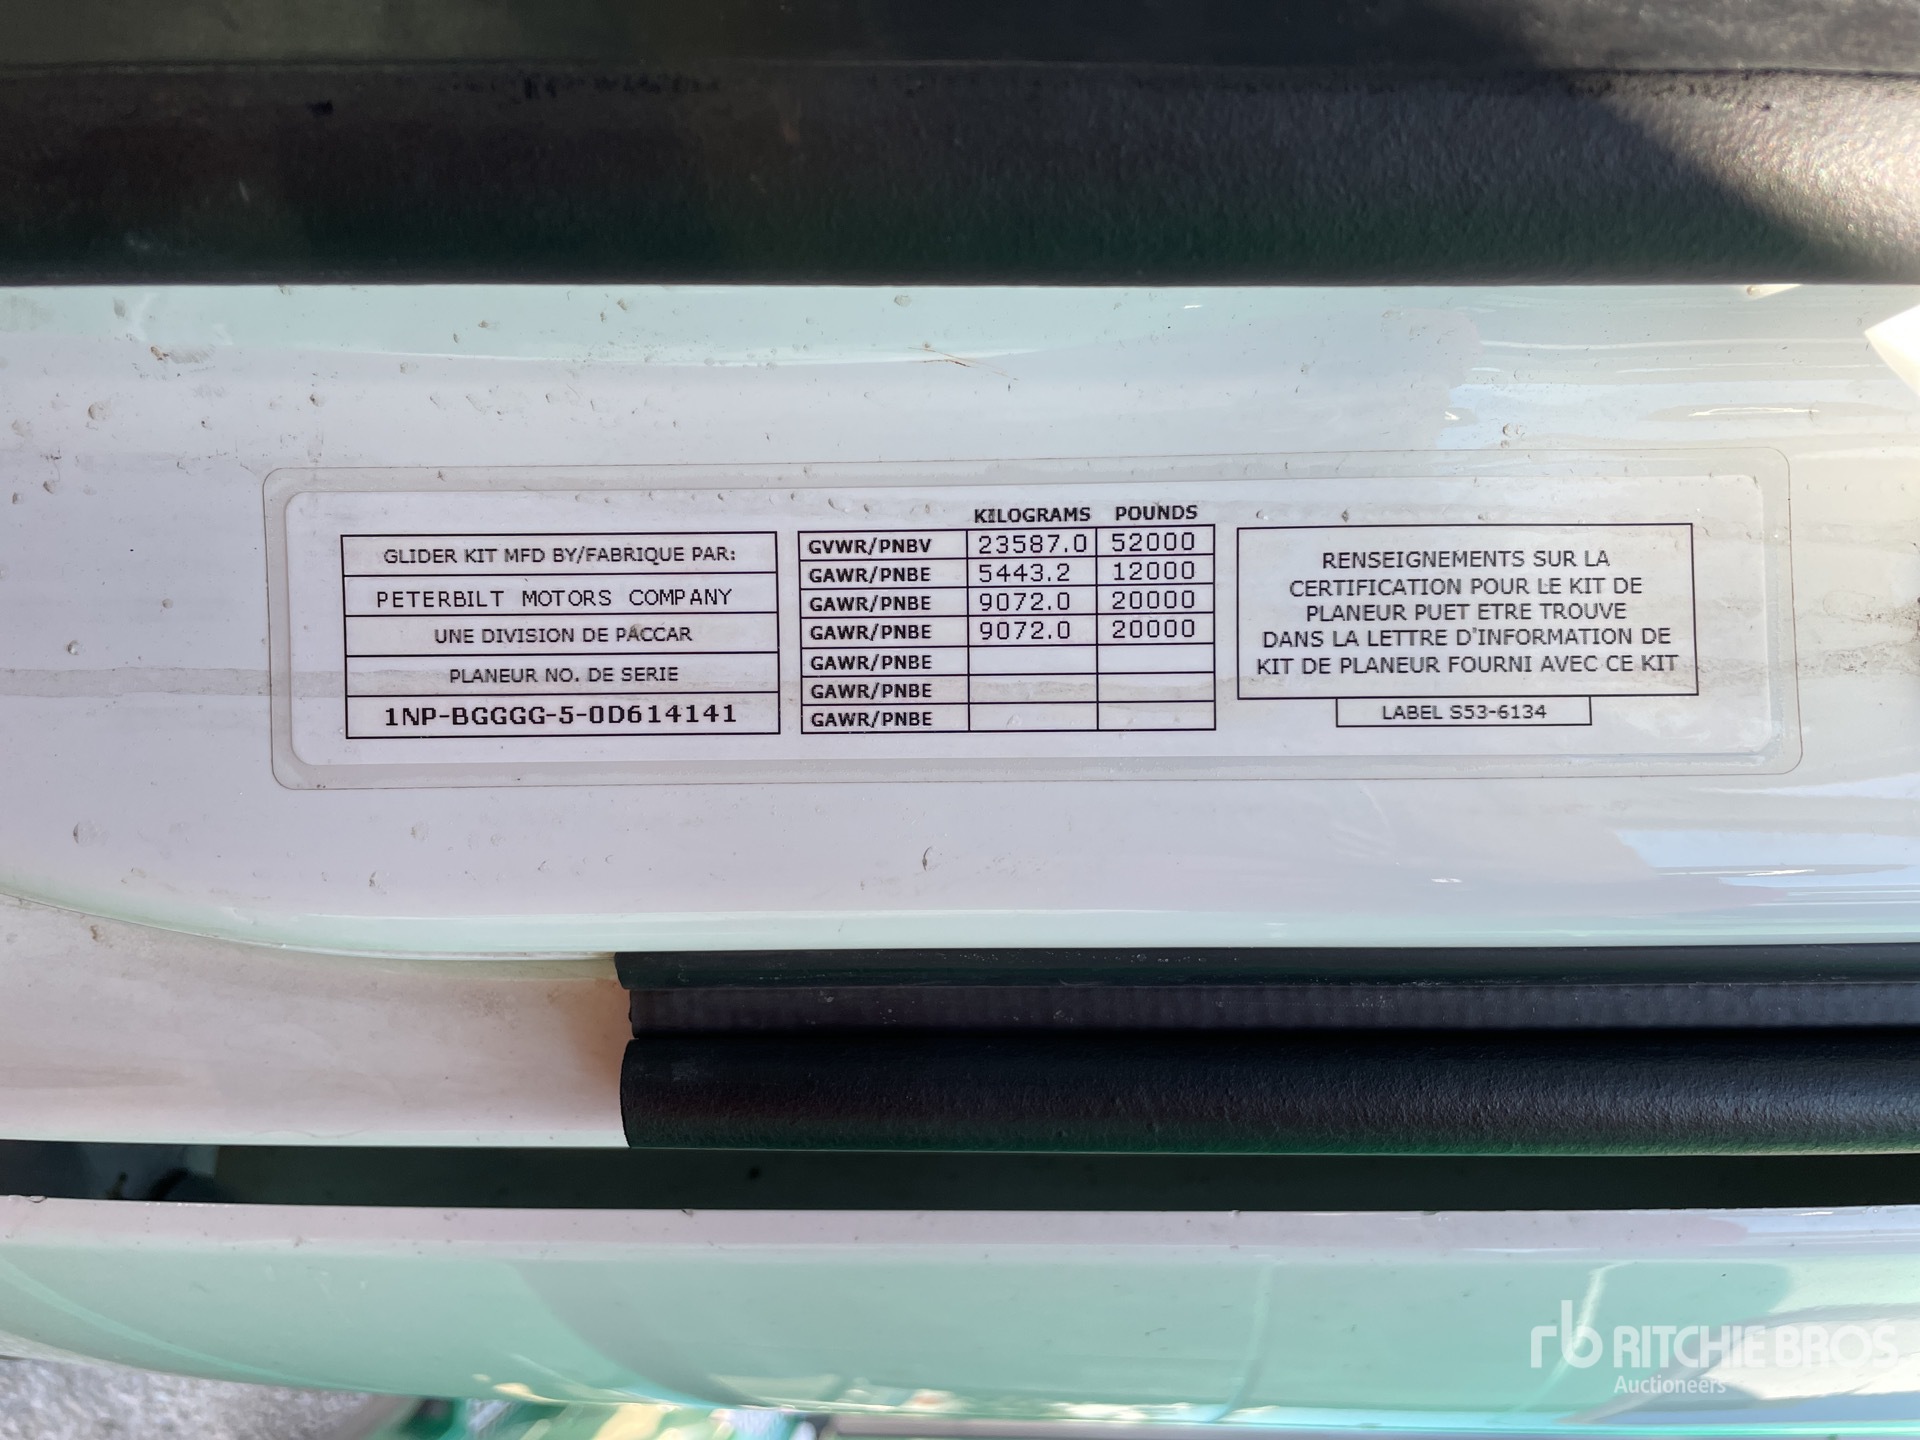 GLIDER KIT MFD BY/FABRIQUE PAR:
PETERBILT MOTORS COMPANY
UNE DIVISION DE PACCAR
PLANEUR NO. DE SERIE
1NP-BGGGG-5-0D614141
KILOGRAMS POUNDS
GVWR/PNBV 23587.0 52000
GAWR/PNBE 5443.2 12000
GAWR/PNBE 9072.0 20000
GAWR/PNBE 9072.0 20000
GAWR/PNBE
GAWR/PNBE
GAWR/PNBE
RENSEIGNEMENTS SUR LA
CERTIFICATION POUR LE KIT DE
PLANEUR PUET ETRE TROUVE
DANS LA LETTRE D'INFORMATION DE
KIT DE PLANEUR FOURNI AVEC CE KIT
LABEL S53-6134
rb RITCHIE BROS
Auctioneers